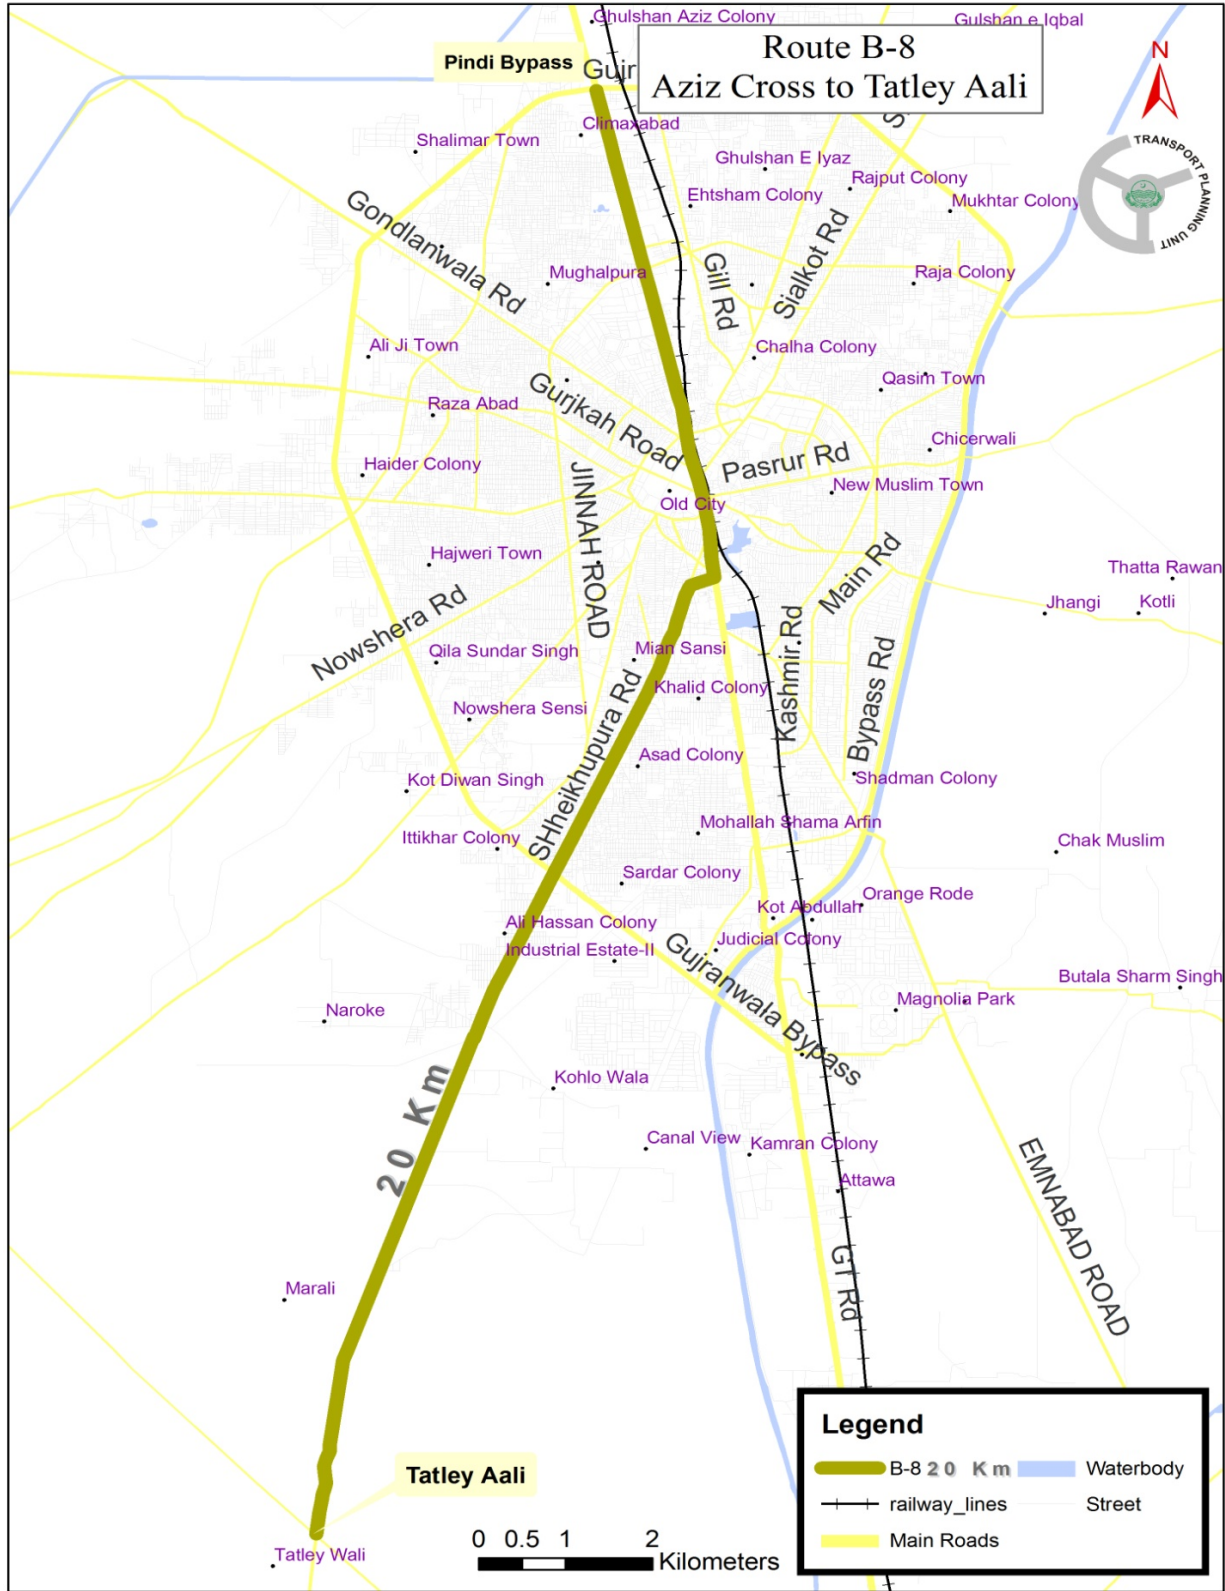 Ghulshan Aziz Colony
Gulshan e Iqbal
Route B-8
Aziz Cross to Tatley Aali
Pindi Bypass
N
TRANSPORT PLANNING UNIT
Climaxabad
Shalimar Town
Ghulshan E Iyaz
Rajput Colony
Ehtsham Colony
Mukhtar Colony
Gondlanwala Rd
Sialkot Rd
Gill Rd
Mughalpura
Raja Colony
Ali Ji Town
Chalha Colony
Qasim Town
Raza Abad
Gurjkah Road
Chicerwali
Pasrur Rd
Haider Colony
New Muslim Town
Old City
JINNAH ROAD
Hajweri Town
Main Rd
Thatta Rawan
Jhangi
Kotli
Nowshera Rd
Kashmir Rd
Qila Sundar Singh
Mian Sansi
Khalid Colony
Bypass Rd
Nowshera Sensi
SHheikhupura Rd
Asad Colony
Kot Diwan Singh
Shadman Colony
Mohallah Shama Arfin
Ittikhar Colony
Chak Muslim
Sardar Colony
Orange Rode
Kot Abdullah
Ali Hassan Colony
Judicial Colony
Industrial Estate-II
Gujranwala Bypass
Butala Sharm Singh
Magnolia Park
Naroke
20 Km
Kohlo Wala
Canal View
Kamran Colony
Attawa
EMNABAD ROAD
GT Rd
Marali
Legend
B-8 20 Km
Waterbody
railway_lines
Street
Main Roads
Tatley Aali
Tatley Wali
0 0.5 1 2
Kilometers